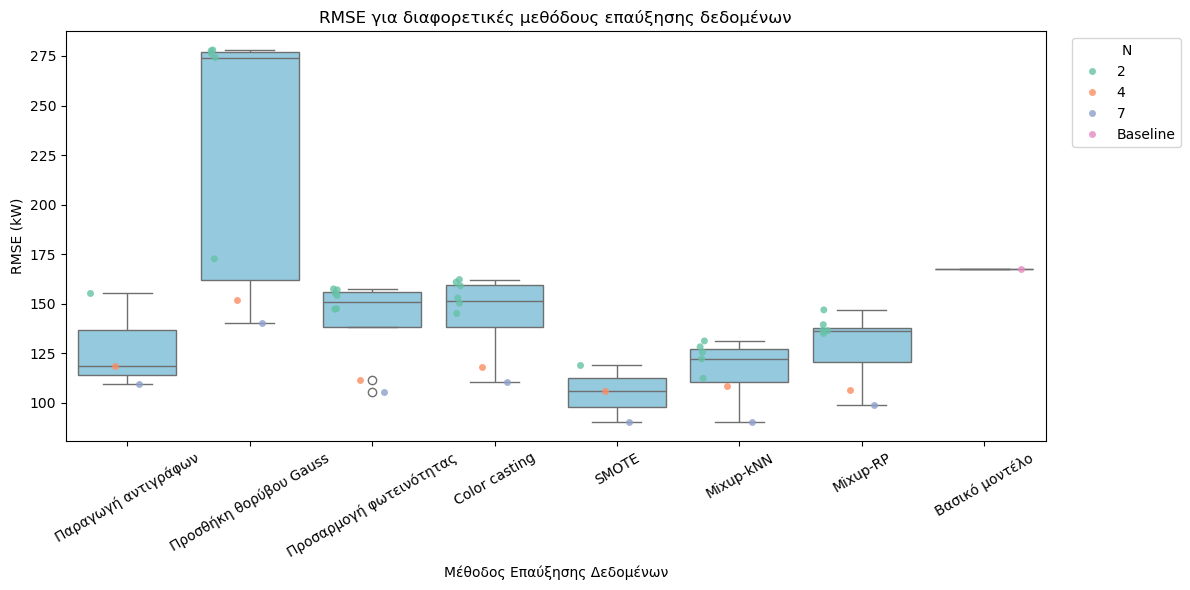 RMSE για διαφορετικές μεθόδους επαύξησης δεδομένων
275
250
225
200
175
150
125
100
RMSE (kW)
Παραγωγή αντιγράφων
Προσθήκη θορύβου Gauss
Προσαρμογή φωτεινότητας
Color casting
SMOTE
Mixup-kNN
Mixup-RP
Βασικό μοντέλο
Μέθοδος Επαύξησης Δεδομένων
N
2
4
7
Baseline